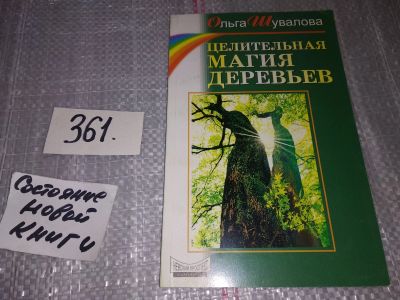 Ольга Шувалова
ЦЕЛИТЕЛЬНАЯ
МАГИЯ
ДЕРЕВЬЕВ
361.
Состояние
новой
книги